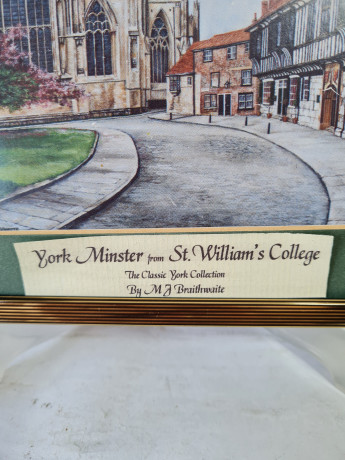 York Minster from St. William's College
The Classic York Collection
By M J Braithwaite